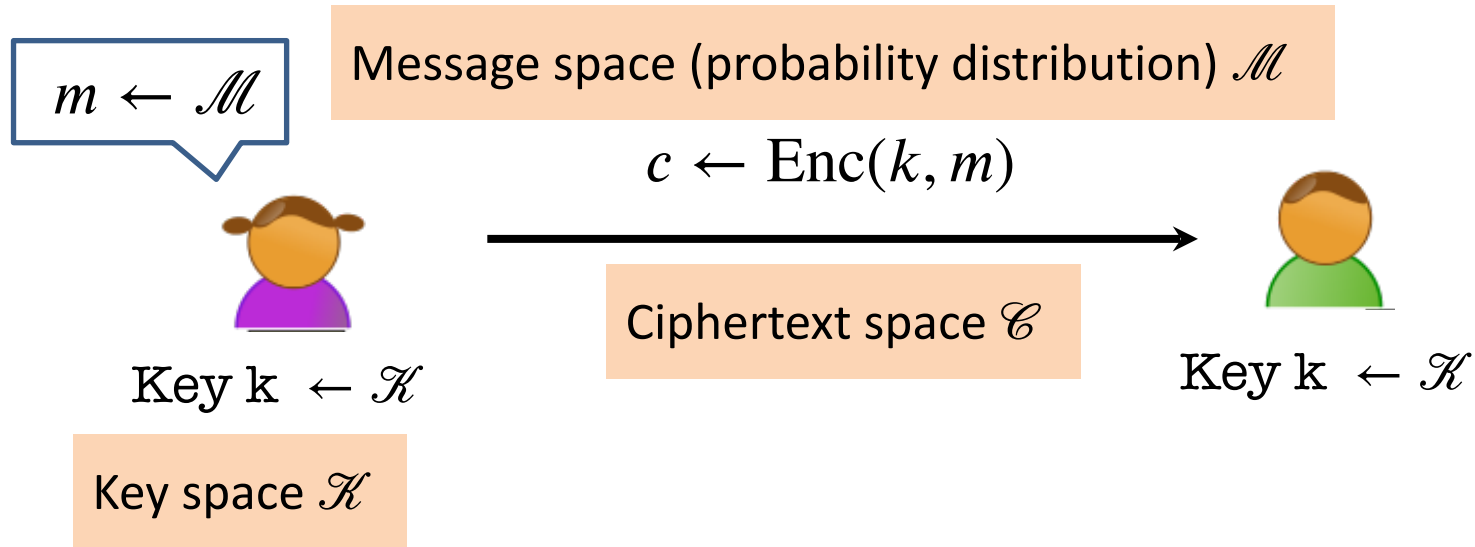 Message space (probability distribution) ℳ
m ← ℳ
c ← Enc(k, m)
Ciphertext space 𝒞
Key k ← 𝒦
Key k ← 𝒦
Key space 𝒦